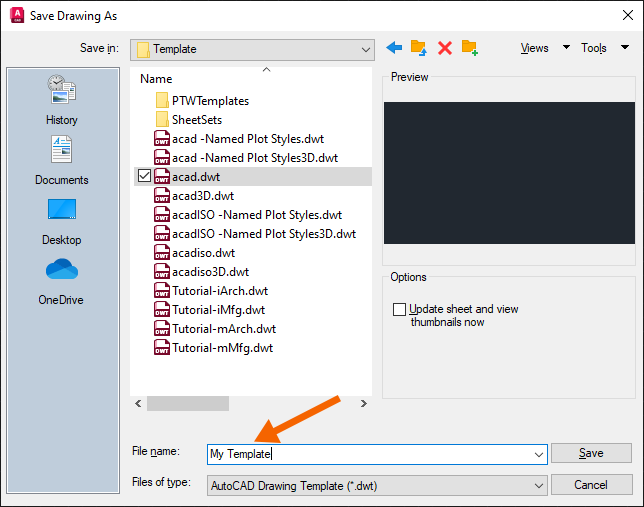 Save Drawing As
Save in:
Template
Views
Tools
History
Documents
Desktop
OneDrive
Name
PTWTemplates
SheetSets
acad -Named Plot Styles.dwt
acad -Named Plot Styles3D.dwt
acad.dwt
acad3D.dwt
acadISO -Named Plot Styles.dwt
acadISO -Named Plot Styles3D.dwt
acadiso.dwt
acadiso3D.dwt
Tutorial-iArch.dwt
Tutorial-iMfg.dwt
Tutorial-mArch.dwt
Tutorial-mMfg.dwt
Preview
Options
Update sheet and view
thumbnails now
File name:
My Template
Save
Files of type:
AutoCAD Drawing Template (*.dwt)
Cancel